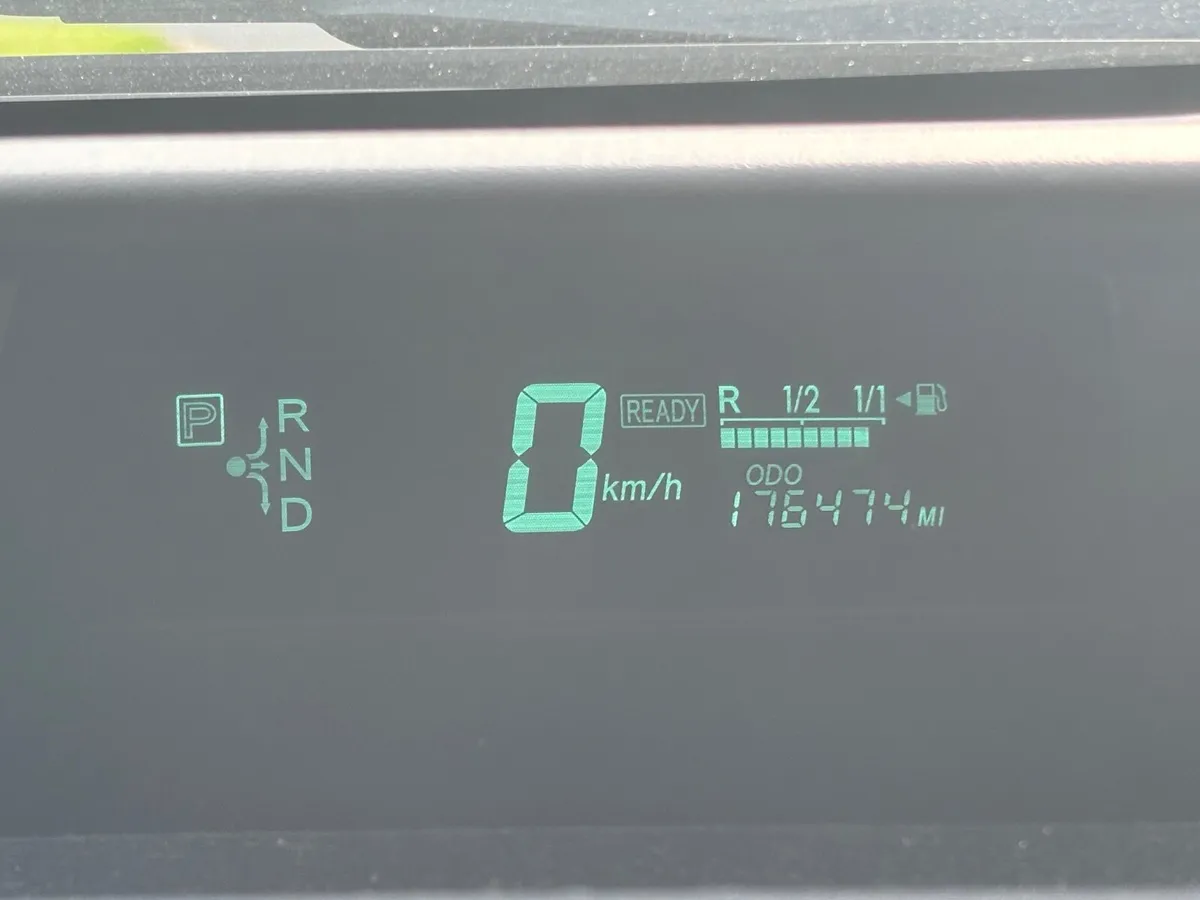 P
R
N
D
0 km/h
READY
R 1/2 1/1
ODO
176474 MI